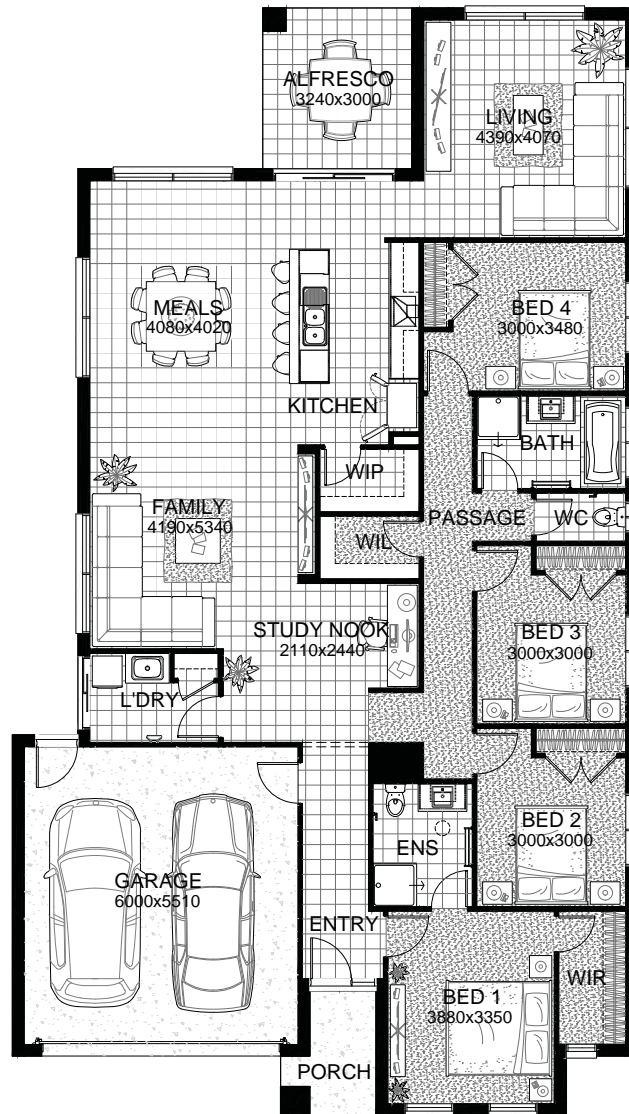 ALFRESCO
3240x3000
LIVING
4390x4070
MEALS
4080x4020
BED 4
3000x3480
KITCHEN
BATH
WIP
FAMILY
4190x5340
PASSAGE
WC
WIL
STUDY NOOK
2110x2440
BED 3
3000x3000
L'DRY
BED 2
3000x3000
ENS
GARAGE
6000x5510
ENTRY
WIR
BED 1
3880x3350
PORCH